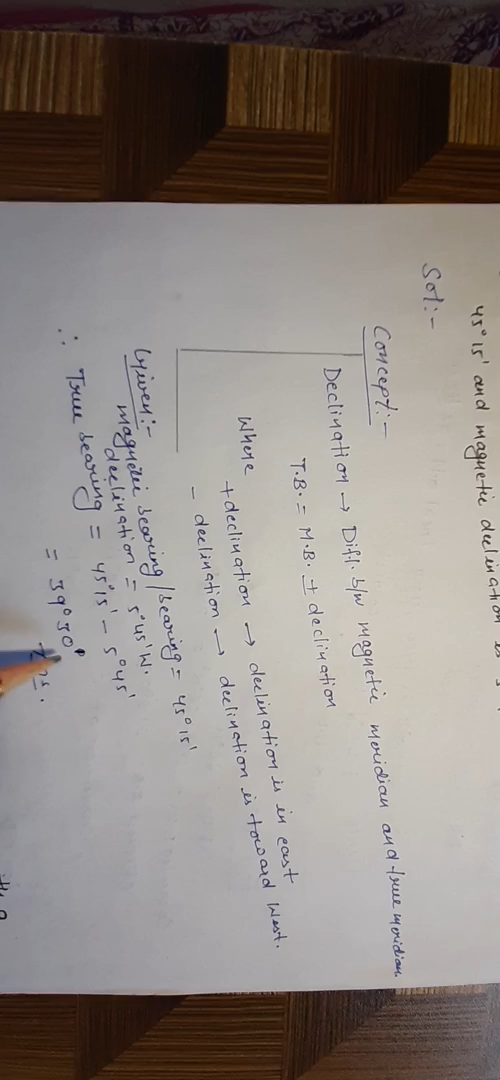 45°15' and magnetic declination is 5
Sol:-
Concept:-
Declination → Diff. b/w magnetic meridian and true meridian.
T.B. = M.B. ± declination
Where
+declination → declination is in east
- declination → declination is toward West.
Given:-
magnetic bearing/bearing = 45°15'
declination = 5°45'W.
∴ True bearing = 45°15' - 5°45'
= 39°30'